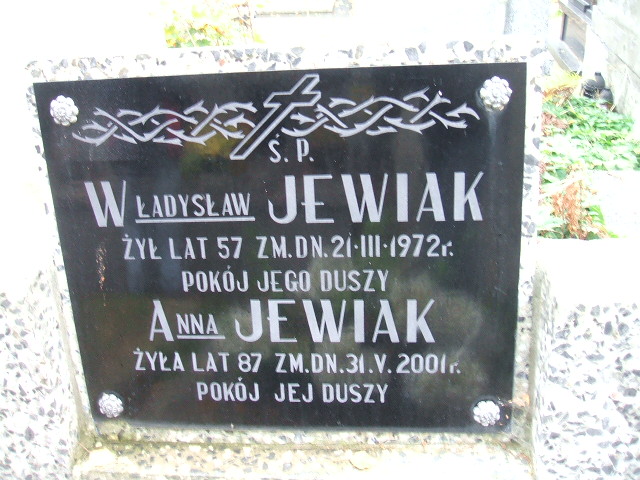 Ś. P.
WŁADYSŁAW JEWIAK
ŻYŁ LAT 57 ZM. DN. 21·III·1972r.
POKÓJ JEGO DUSZY
ANNA JEWIAK
ŻYŁA LAT 87 ZM. DN. 31.V. 2001r.
POKÓJ JEJ DUSZY